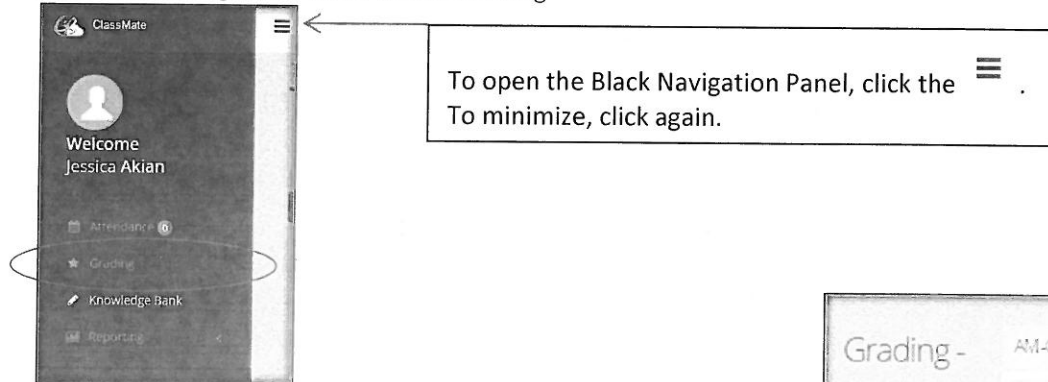 ClassMate
To open the Black Navigation Panel, click the ☰ .
To minimize, click again.
Welcome
Jessica Akian
Attendance 0
Grading
Knowledge Bank
Reporting <
Grading -